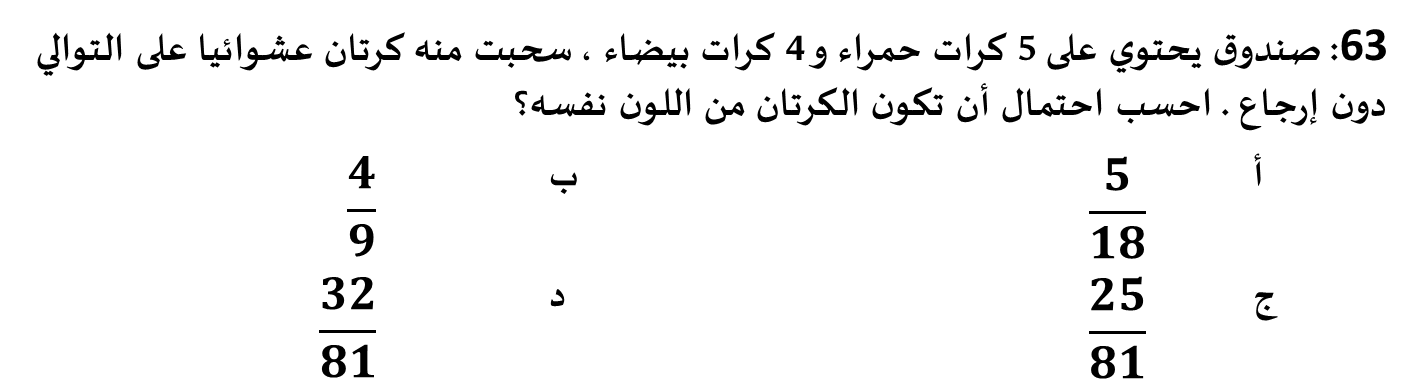 63: صندوق يحتوي على 5 كرات حمراء و 4 كرات بيضاء ، سحبت منه كرتان عشوائيا على التوالي
دون إرجاع . احسب احتمال أن تكون الكرتان من اللون نفسه؟
أ 5/18 ب 4/9
ج 25/81 د 32/81